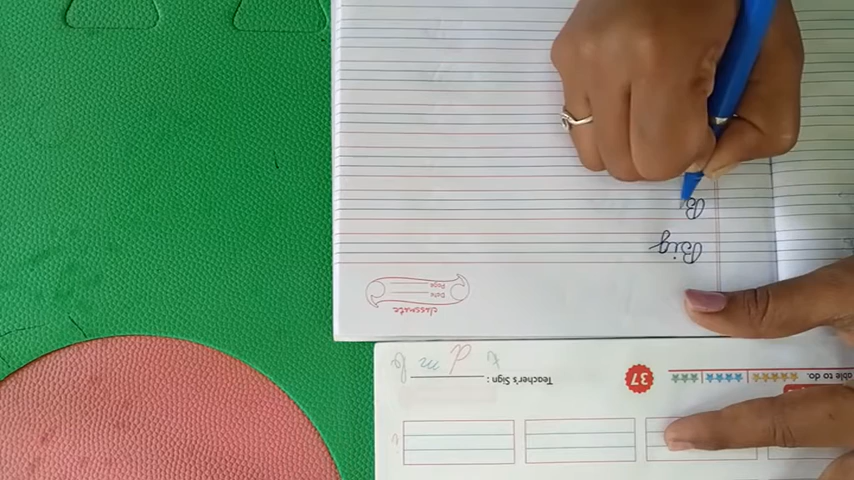 classmate
Date
Page
Big
B
able to do.
37
Teacher's Sign.: